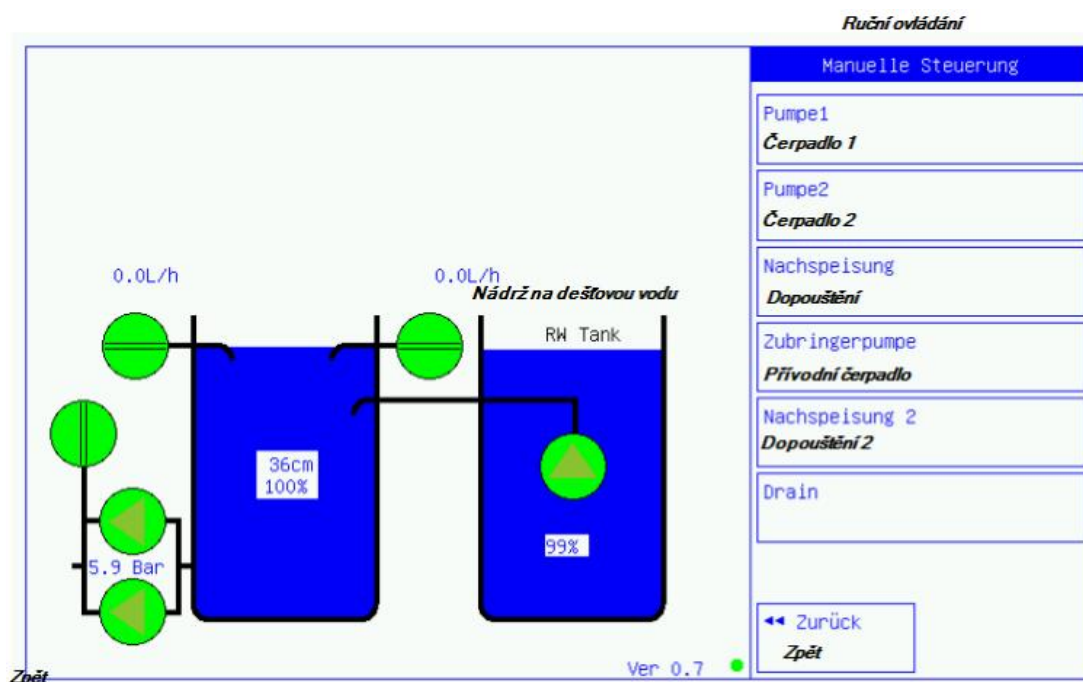 Ruční ovládání
Manuelle Steuerung
Pumpe1
Čerpadlo 1
Pumpe2
Čerpadlo 2
Nachspeisung
Dopouštění
Zubringerpumpe
Přívodní čerpadlo
Nachspeisung 2
Dopouštění 2
Drain
◄◄ Zurück
Zpět
0.0L/h
0.0L/h
Nádrž na dešťovou vodu
RW Tank
36cm
100%
99%
5.9 Bar
Ver 0.7
Zpět